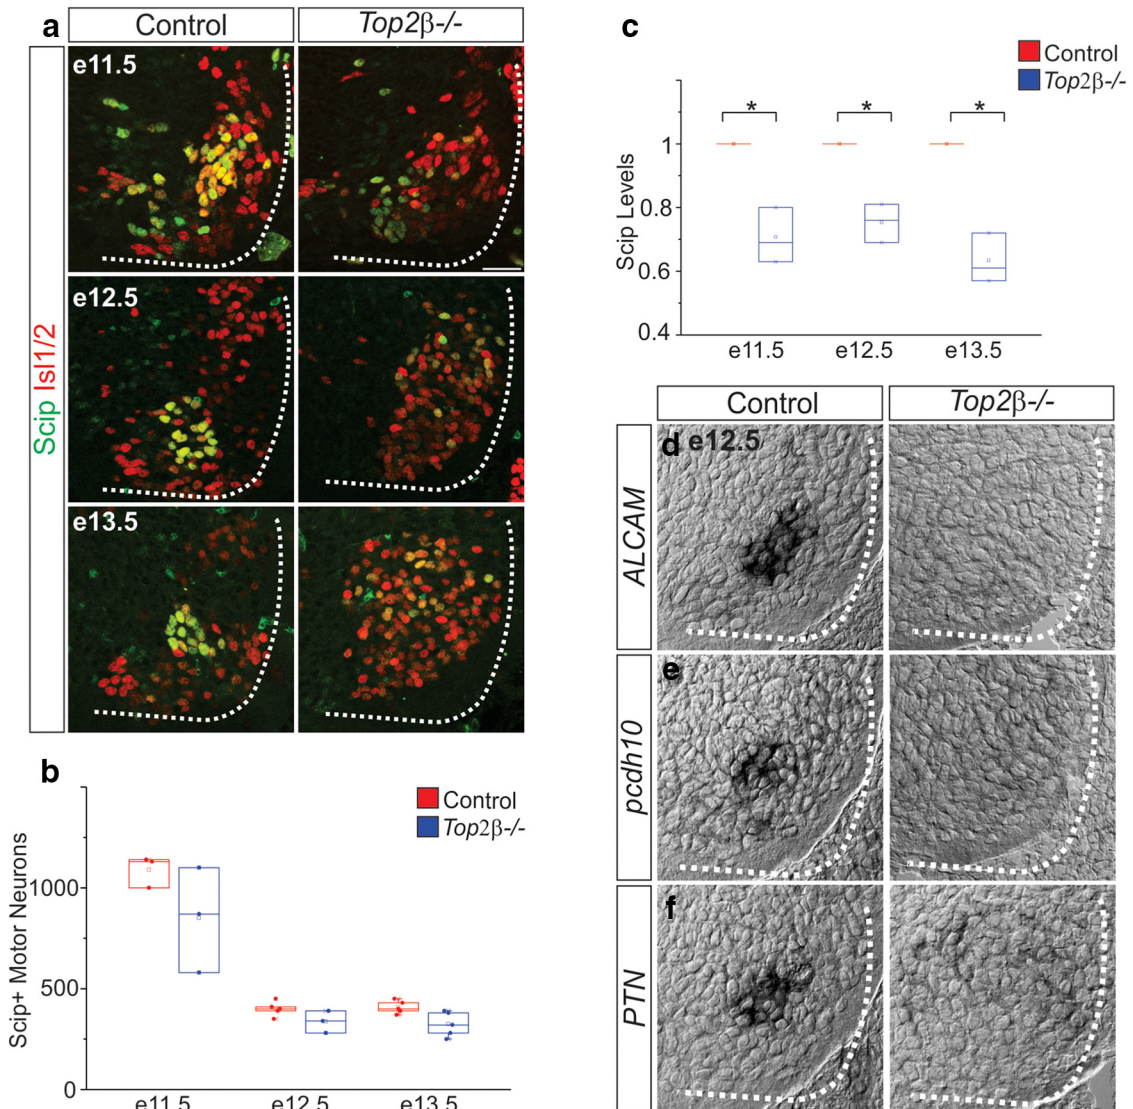 a
Control
Top2β-/-
Scip Isl1/2
e11.5
e12.5
e13.5
b
Scip+ Motor Neurons
1000
500
0
Control
Top2β-/-
e11.5
e12.5
e13.5
c
Control
Top2β-/-
Scip Levels
1
0.8
0.6
0.4
*
*
*
e11.5
e12.5
e13.5
Control
Top2β-/-
d e12.5
ALCAM
e
pcdh10
f
PTN